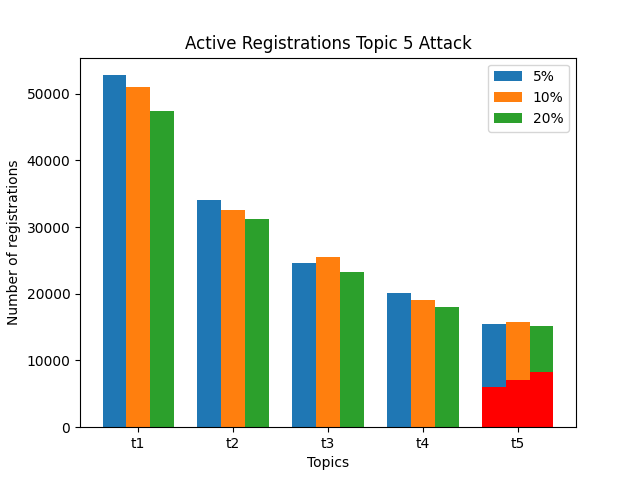 Active Registrations Topic 5 Attack
5%
10%
20%
Number of registrations
50000
40000
30000
20000
10000
0
t1 t2 t3 t4 t5
Topics